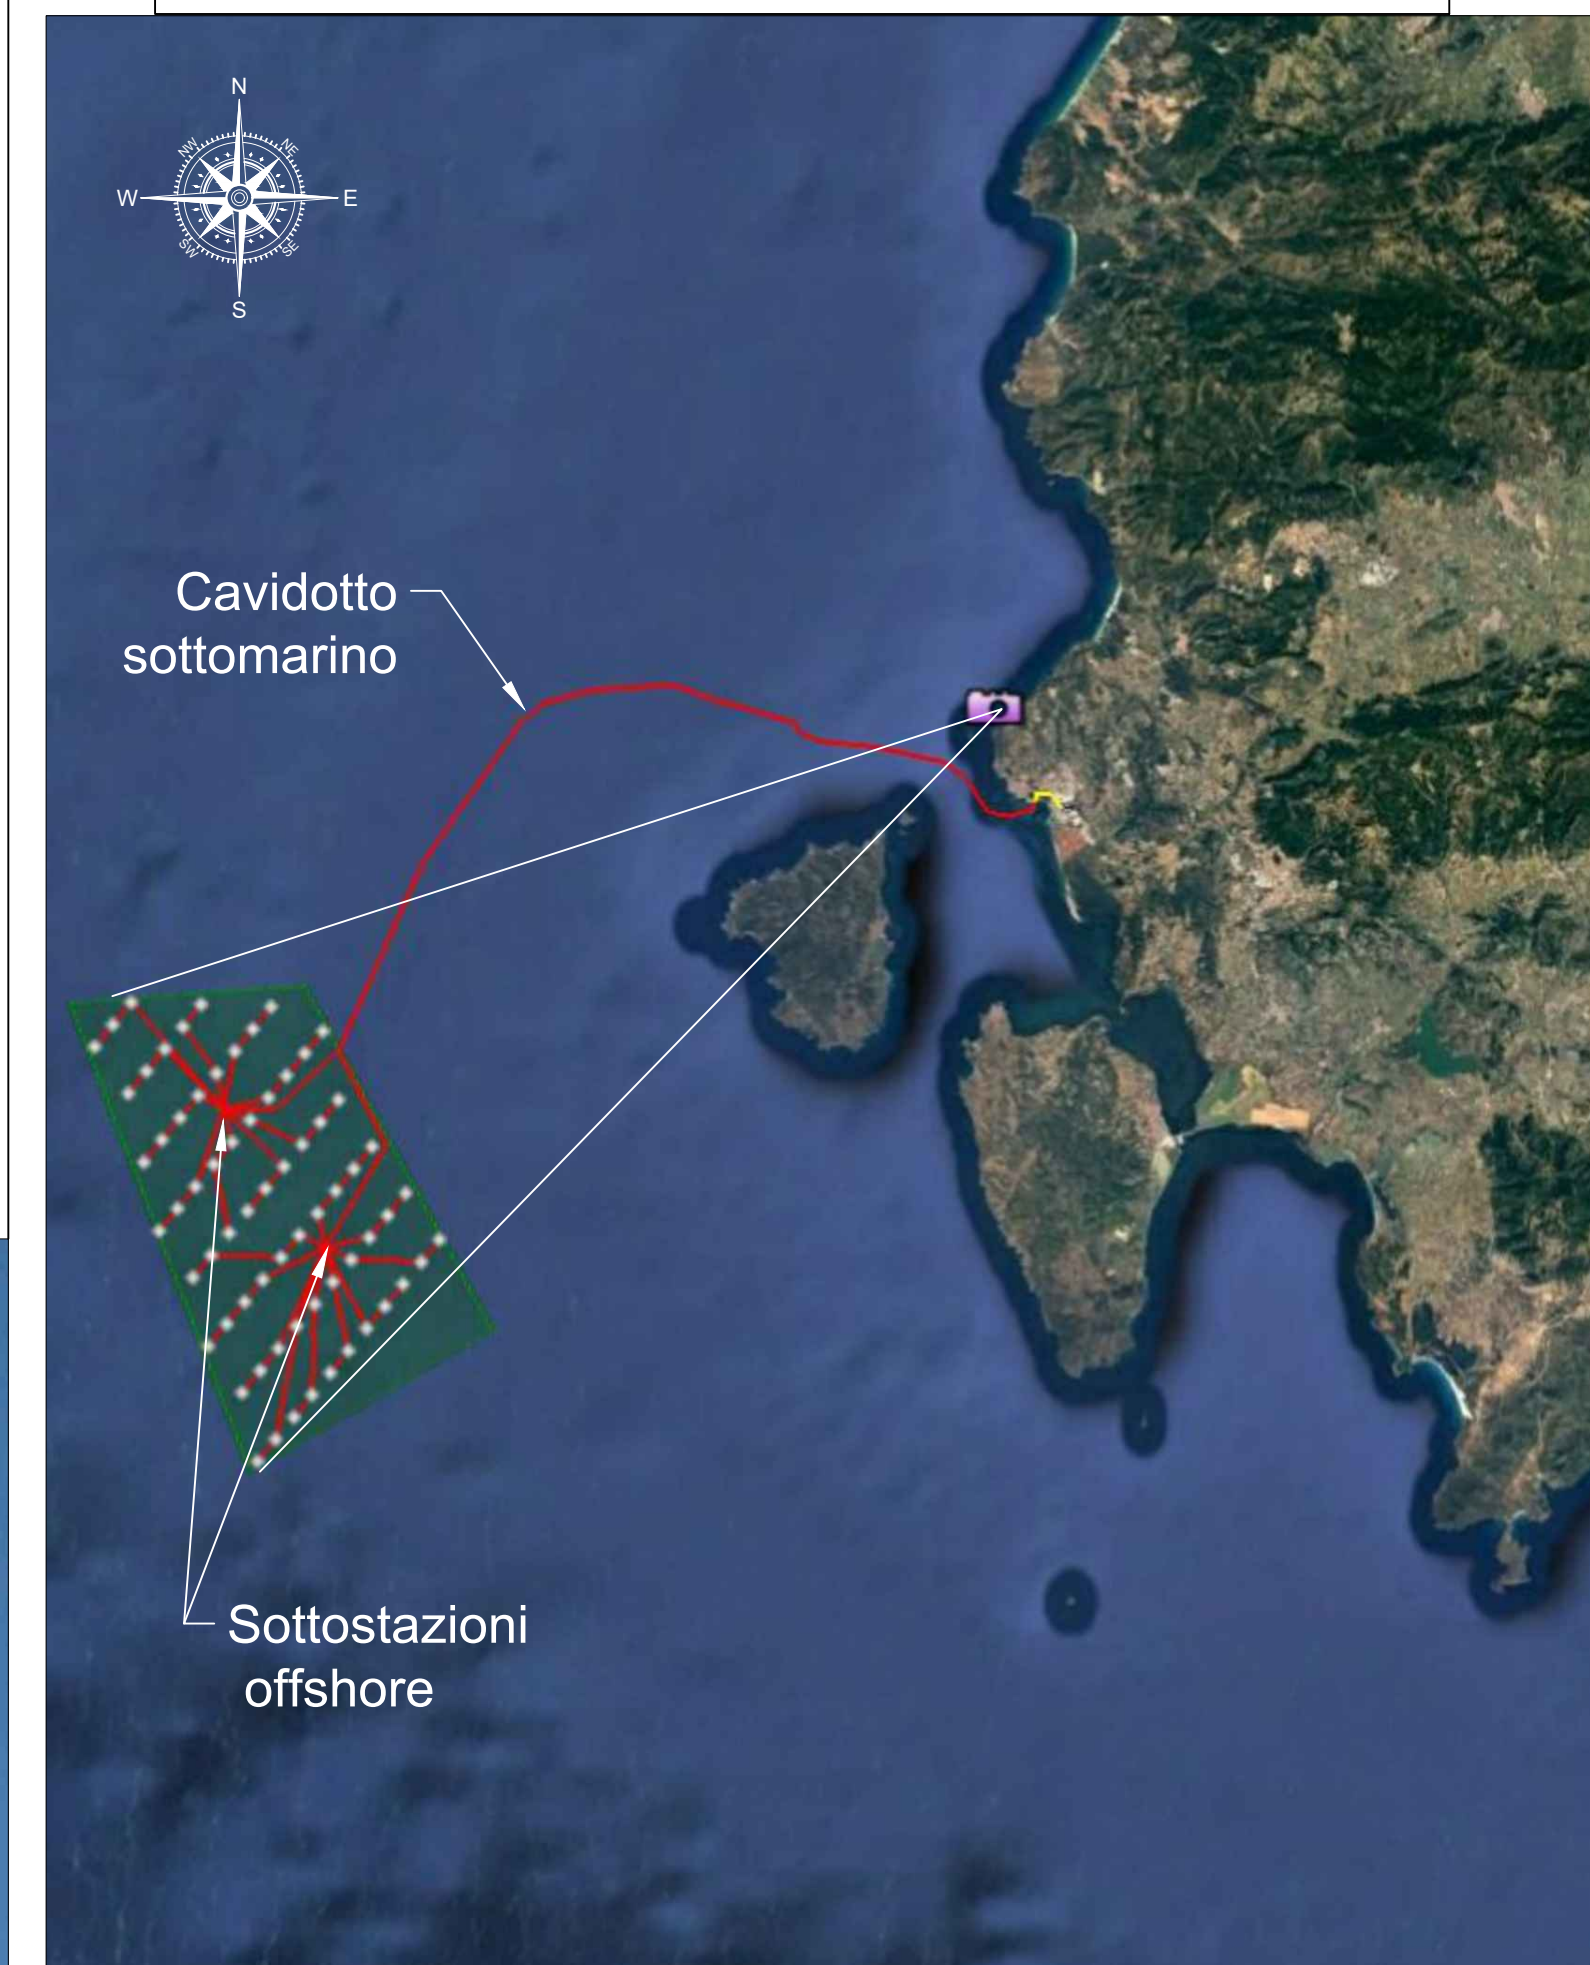 N
NW
NE
W
E
SW
SE
S
Cavidotto
sottomarino
Sottostazioni
offshore